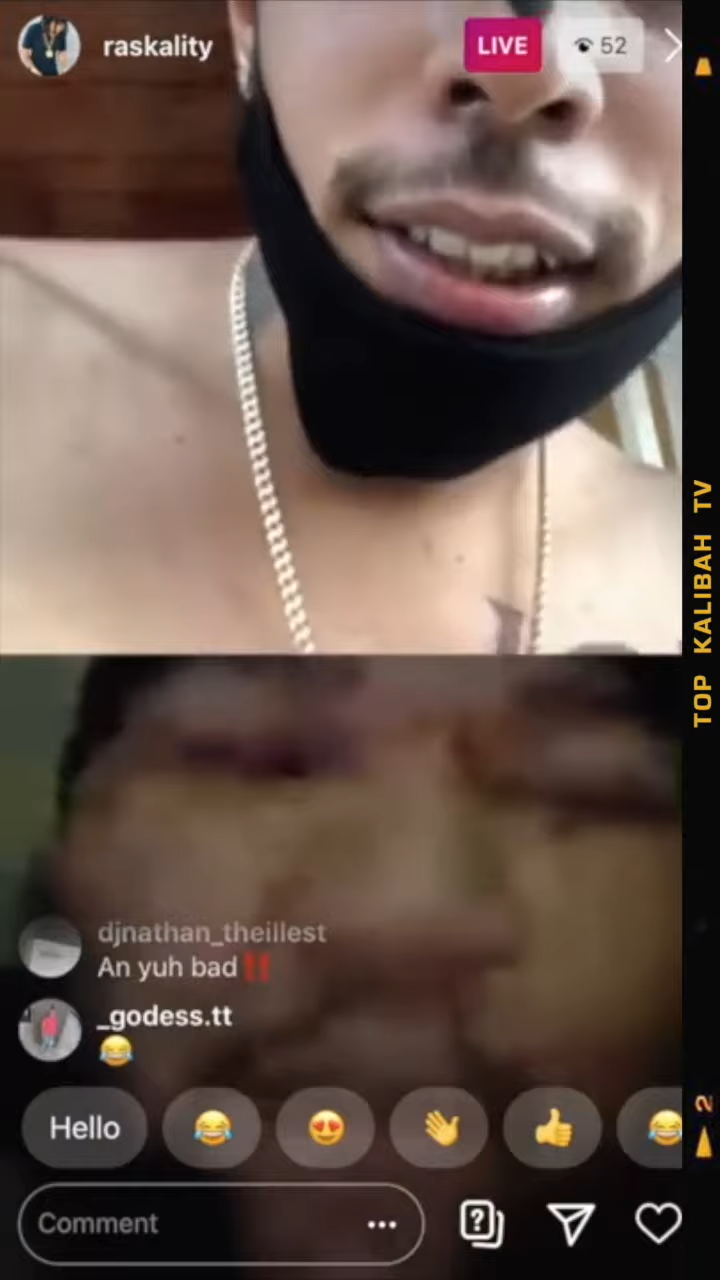 raskality
LIVE
52
djnathan_theillest
An yuh bad‼️
_godess.tt
😂
Hello
Comment
TOP KALIBAH TV
2